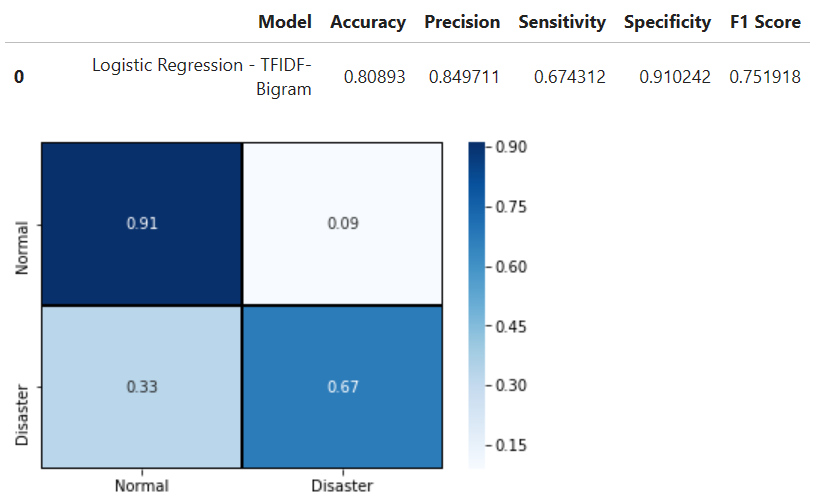 Model Accuracy Precision Sensitivity Specificity F1 Score
0 Logistic Regression - TFIDF-
Bigram 0.80893 0.849711 0.674312 0.910242 0.751918
Normal 0.91 0.09
Disaster 0.33 0.67
Normal Disaster
0.90
0.75
0.60
0.45
0.30
0.15